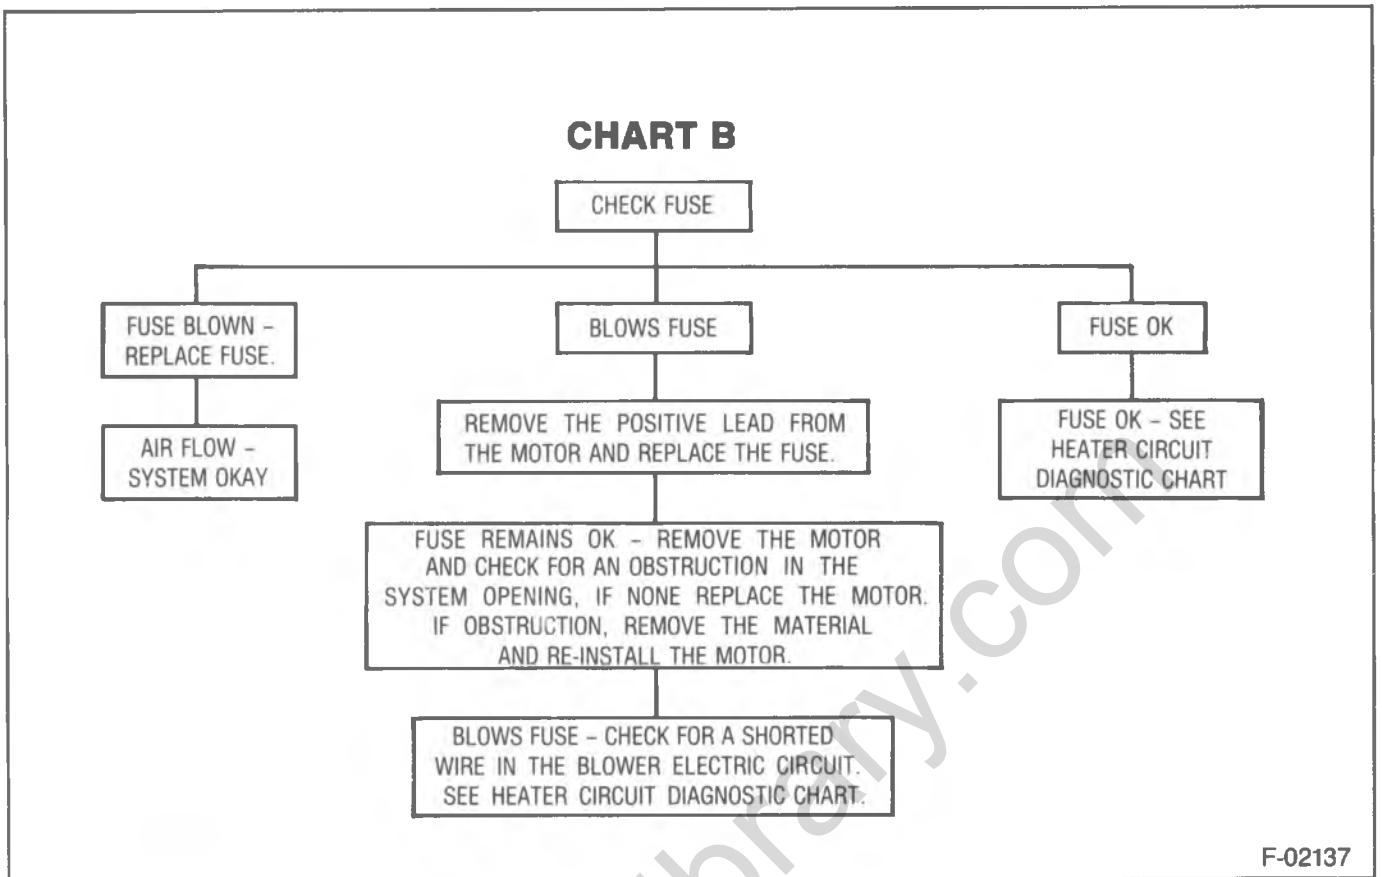 CHART B
CHECK FUSE
FUSE BLOWN –
REPLACE FUSE.
AIR FLOW –
SYSTEM OKAY
BLOWS FUSE
REMOVE THE POSITIVE LEAD FROM
THE MOTOR AND REPLACE THE FUSE.
FUSE REMAINS OK – REMOVE THE MOTOR
AND CHECK FOR AN OBSTRUCTION IN THE
SYSTEM OPENING, IF NONE REPLACE THE MOTOR.
IF OBSTRUCTION, REMOVE THE MATERIAL
AND RE-INSTALL THE MOTOR.
BLOWS FUSE – CHECK FOR A SHORTED
WIRE IN THE BLOWER ELECTRIC CIRCUIT.
SEE HEATER CIRCUIT DIAGNOSTIC CHART.
FUSE OK
FUSE OK – SEE
HEATER CIRCUIT
DIAGNOSTIC CHART
brary.com
F-02137